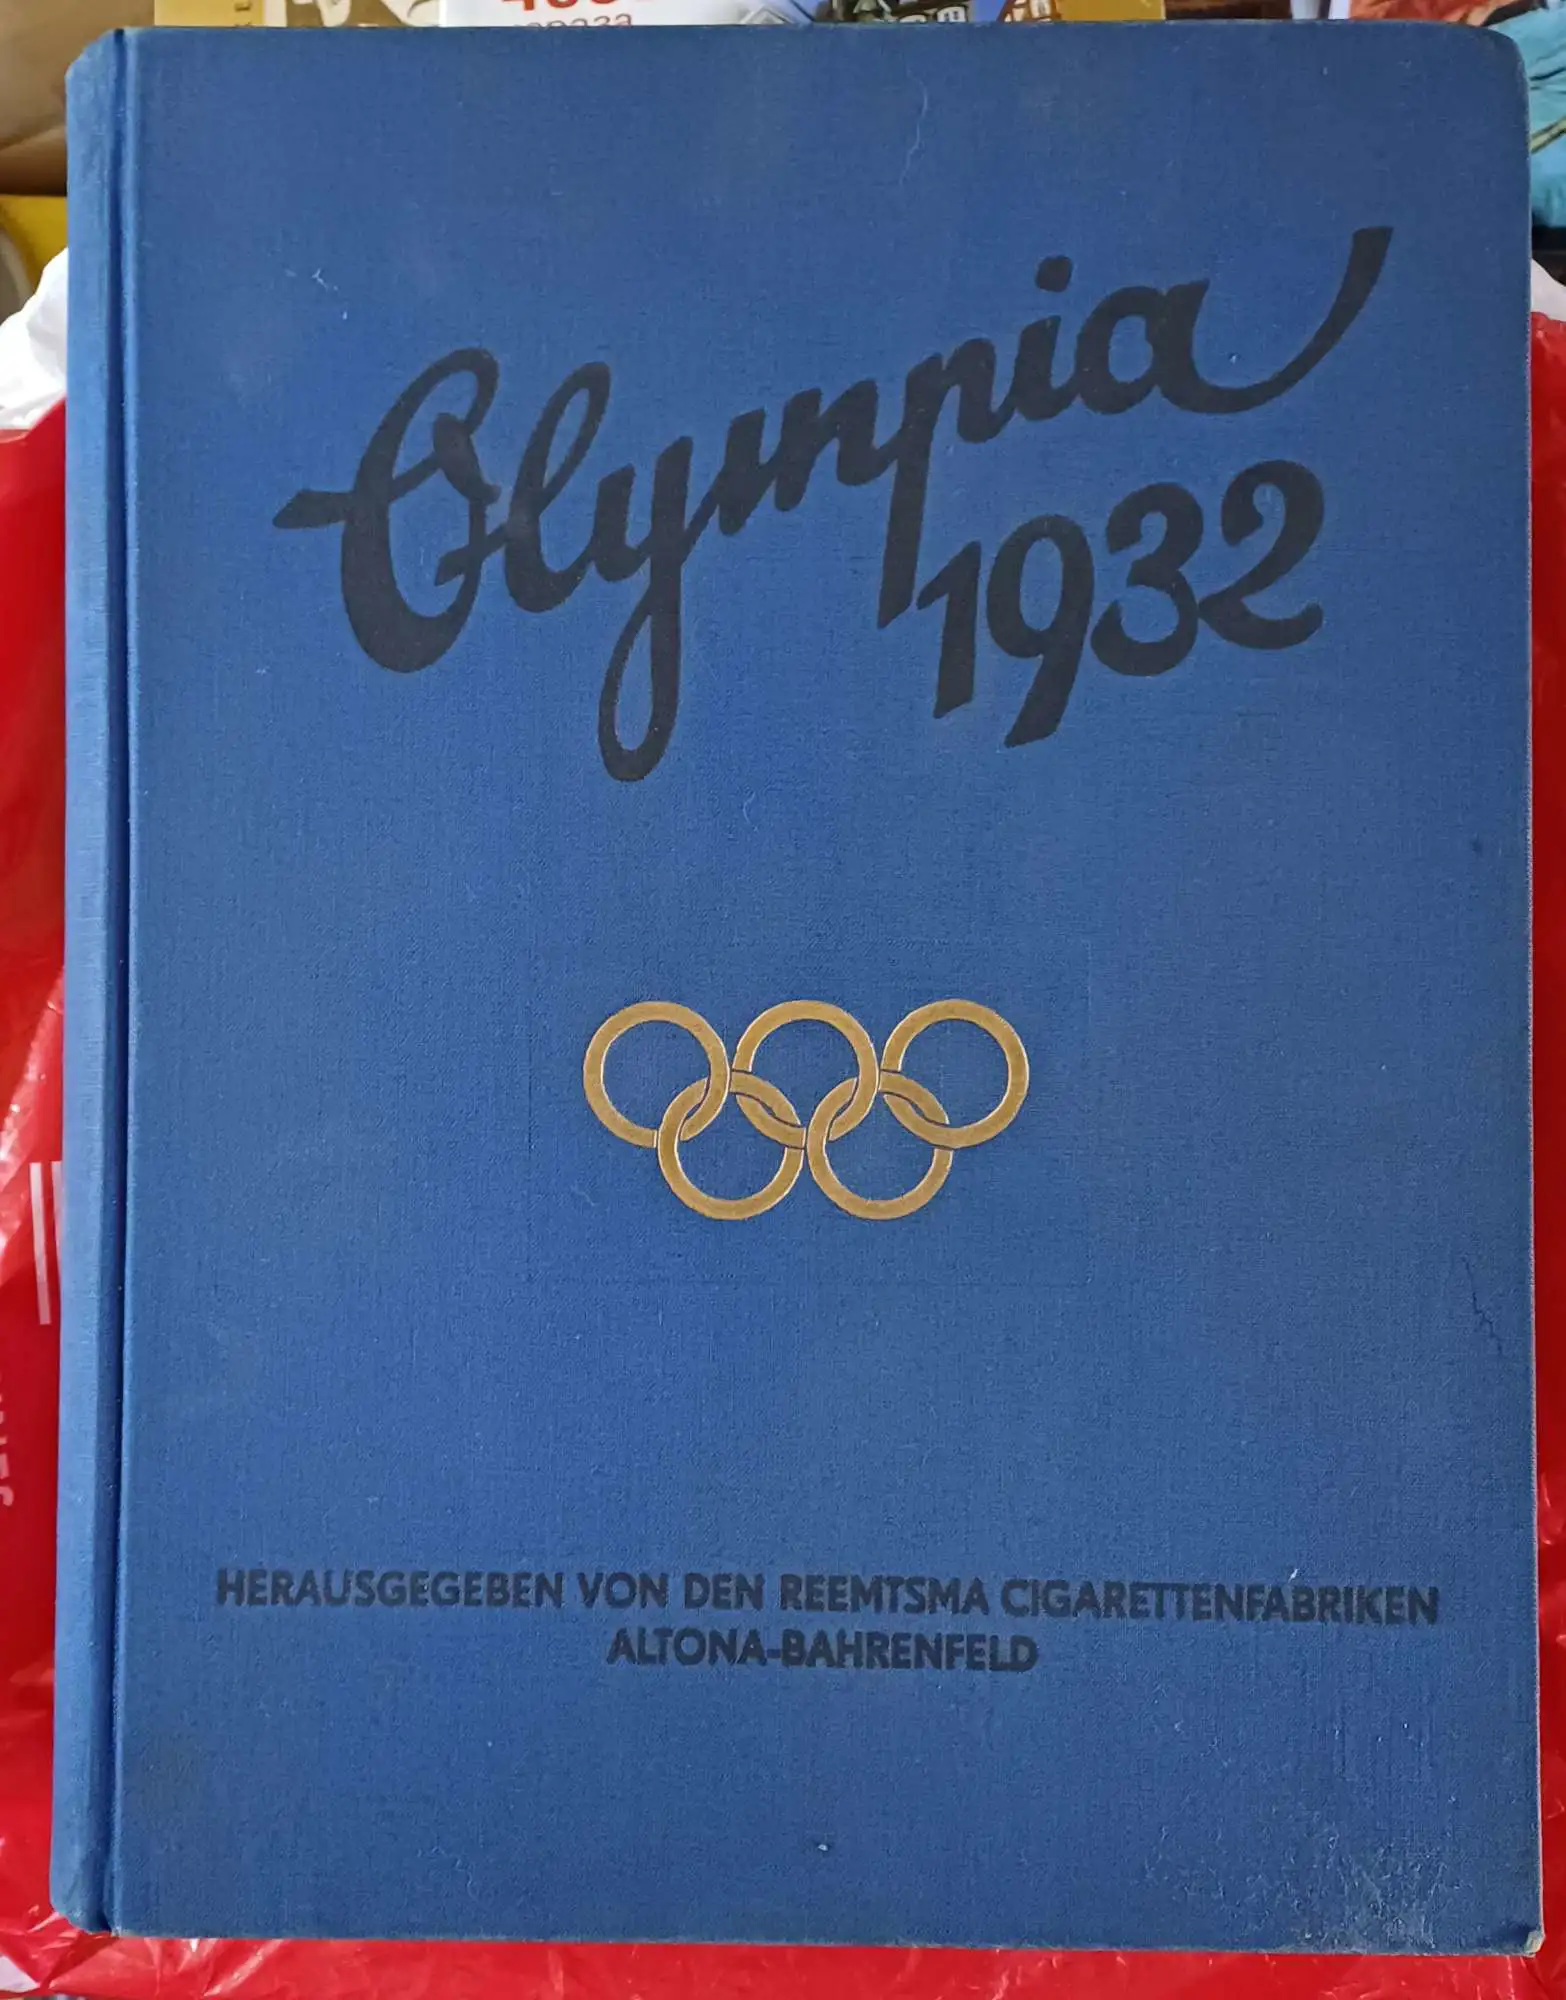 Olympia
1932
HERAUSGEGEBEN VON DEN REEMTSMA CIGARETTENFABRIKEN
ALTONA-BAHRENFELD